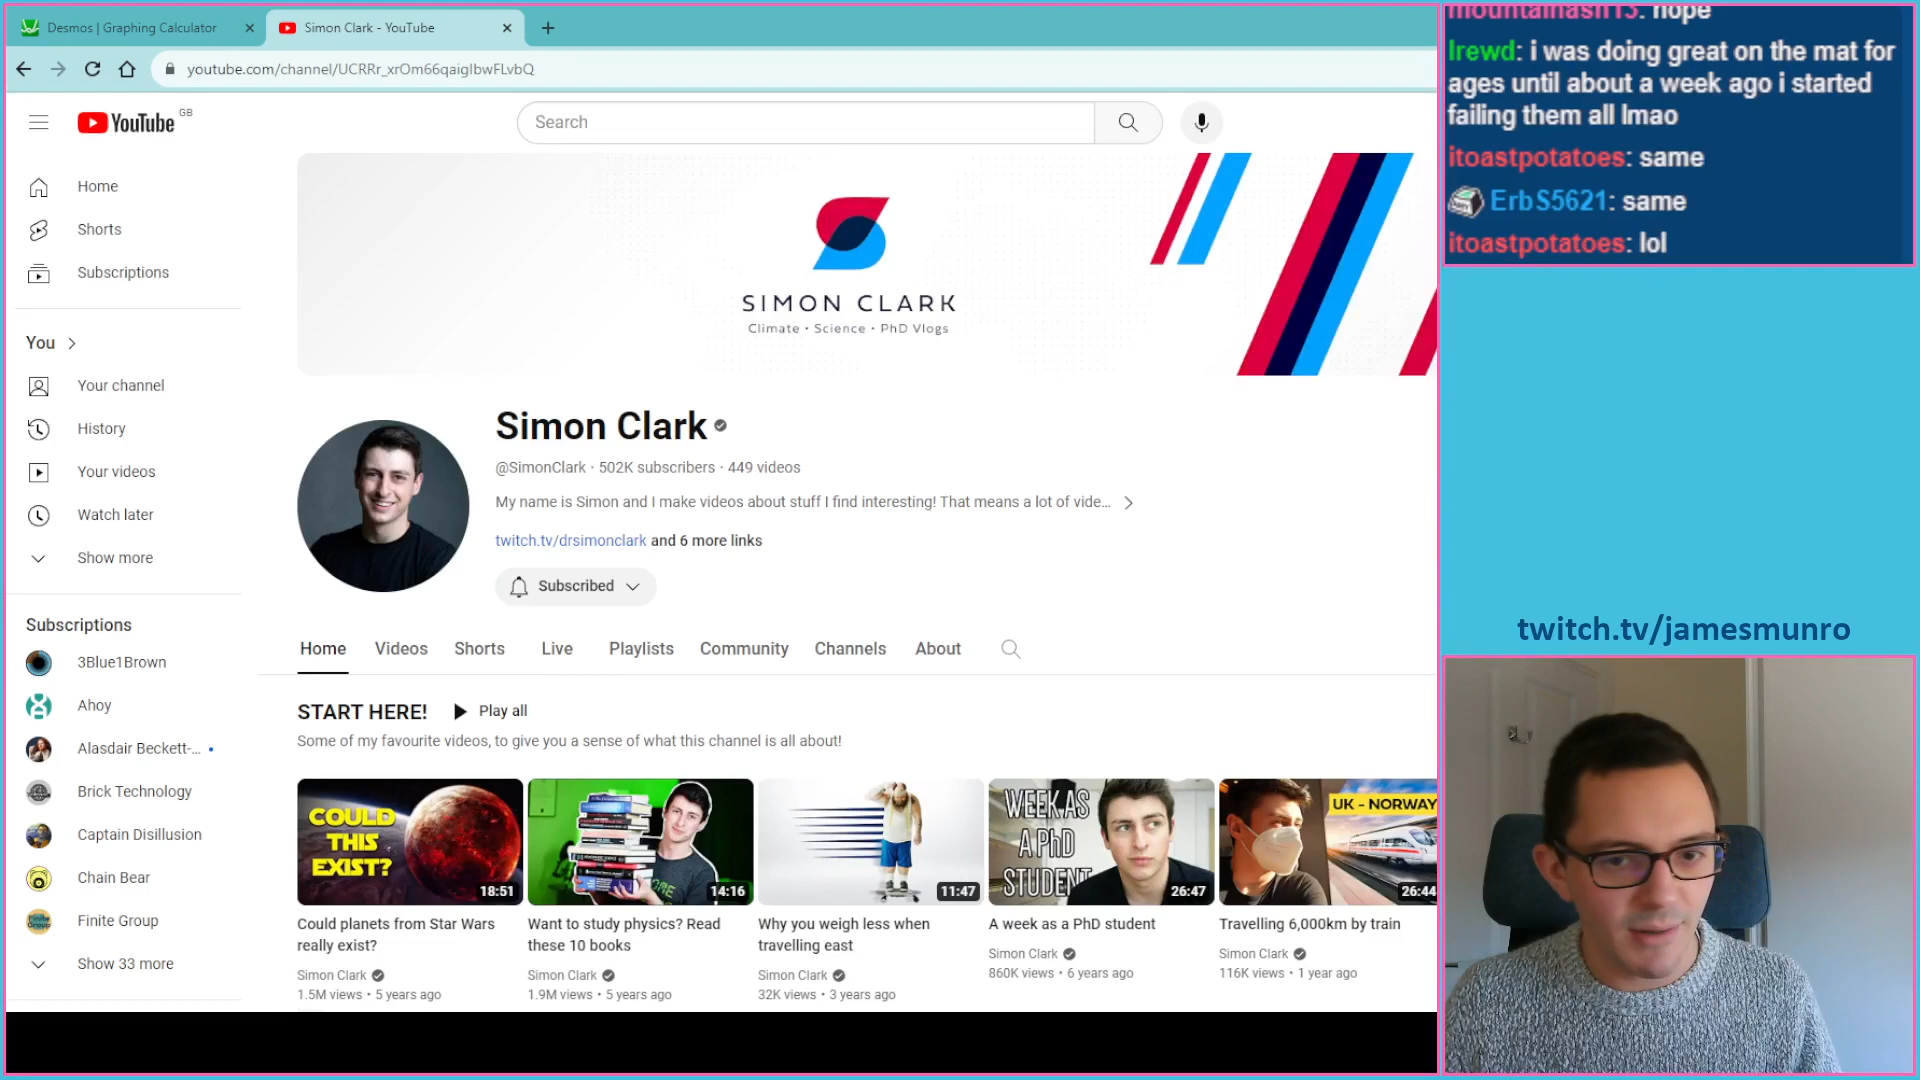 Desmos | Graphing Calculator
Simon Clark - YouTube
youtube.com/channel/UCRRr_xrOm66qaigIbwFLvbQ
YouTube GB
Search
Home
Shorts
Subscriptions
You
Your channel
History
Your videos
Watch later
Show more
Subscriptions
3Blue1Brown
Ahoy
Alasdair Beckett-...
Brick Technology
Captain Disillusion
Chain Bear
Finite Group
Show 33 more
SIMON CLARK
Climate • Science • PhD Vlogs
Simon Clark
@SimonClark · 502K subscribers · 449 videos
My name is Simon and I make videos about stuff I find interesting! That means a lot of vide...
twitch.tv/drsimonclark and 6 more links
Subscribed
Home Videos Shorts Live Playlists Community Channels About
START HERE! Play all
Some of my favourite videos, to give you a sense of what this channel is all about!
COULD
THIS
EXIST?
18:51
Could planets from Star Wars
really exist?
Simon Clark
1.5M views • 5 years ago
14:16
Want to study physics? Read
these 10 books
Simon Clark
1.9M views • 5 years ago
11:47
Why you weigh less when
travelling east
Simon Clark
32K views • 3 years ago
WEEK AS
A PhD
STUDENT
26:47
A week as a PhD student
Simon Clark
860K views • 6 years ago
UK - NORWAY
26:44
Travelling 6,000km by train
Simon Clark
116K views • 1 year ago
: nope
lrewd: i was doing great on the mat for
ages until about a week ago i started
failing them all lmao
itoastpotatoes: same
ErbS5621: same
itoastpotatoes: lol
twitch.tv/jamesmunro